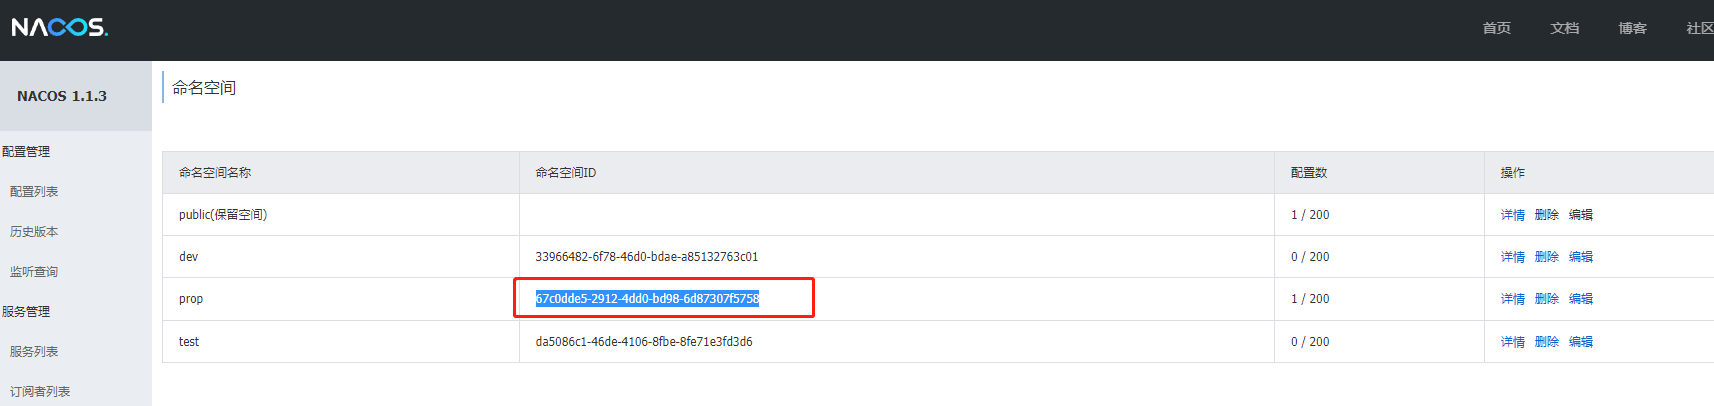 NACOS.
首页 文档 博客 社区
NACOS 1.1.3
配置管理
配置列表
历史版本
监听查询
服务管理
服务列表
订阅者列表
命名空间
命名空间名称 命名空间ID 配置数 操作
public(保留空间) 1 / 200 详情 删除 编辑
dev 33966482-6f78-46d0-bdae-a85132763c01 0 / 200 详情 删除 编辑
prop 67c0dde5-2912-4dd0-bd98-6d87307f5758 1 / 200 详情 删除 编辑
test da5086c1-46de-4106-8fbe-8fe71e3fd3d6 0 / 200 详情 删除 编辑